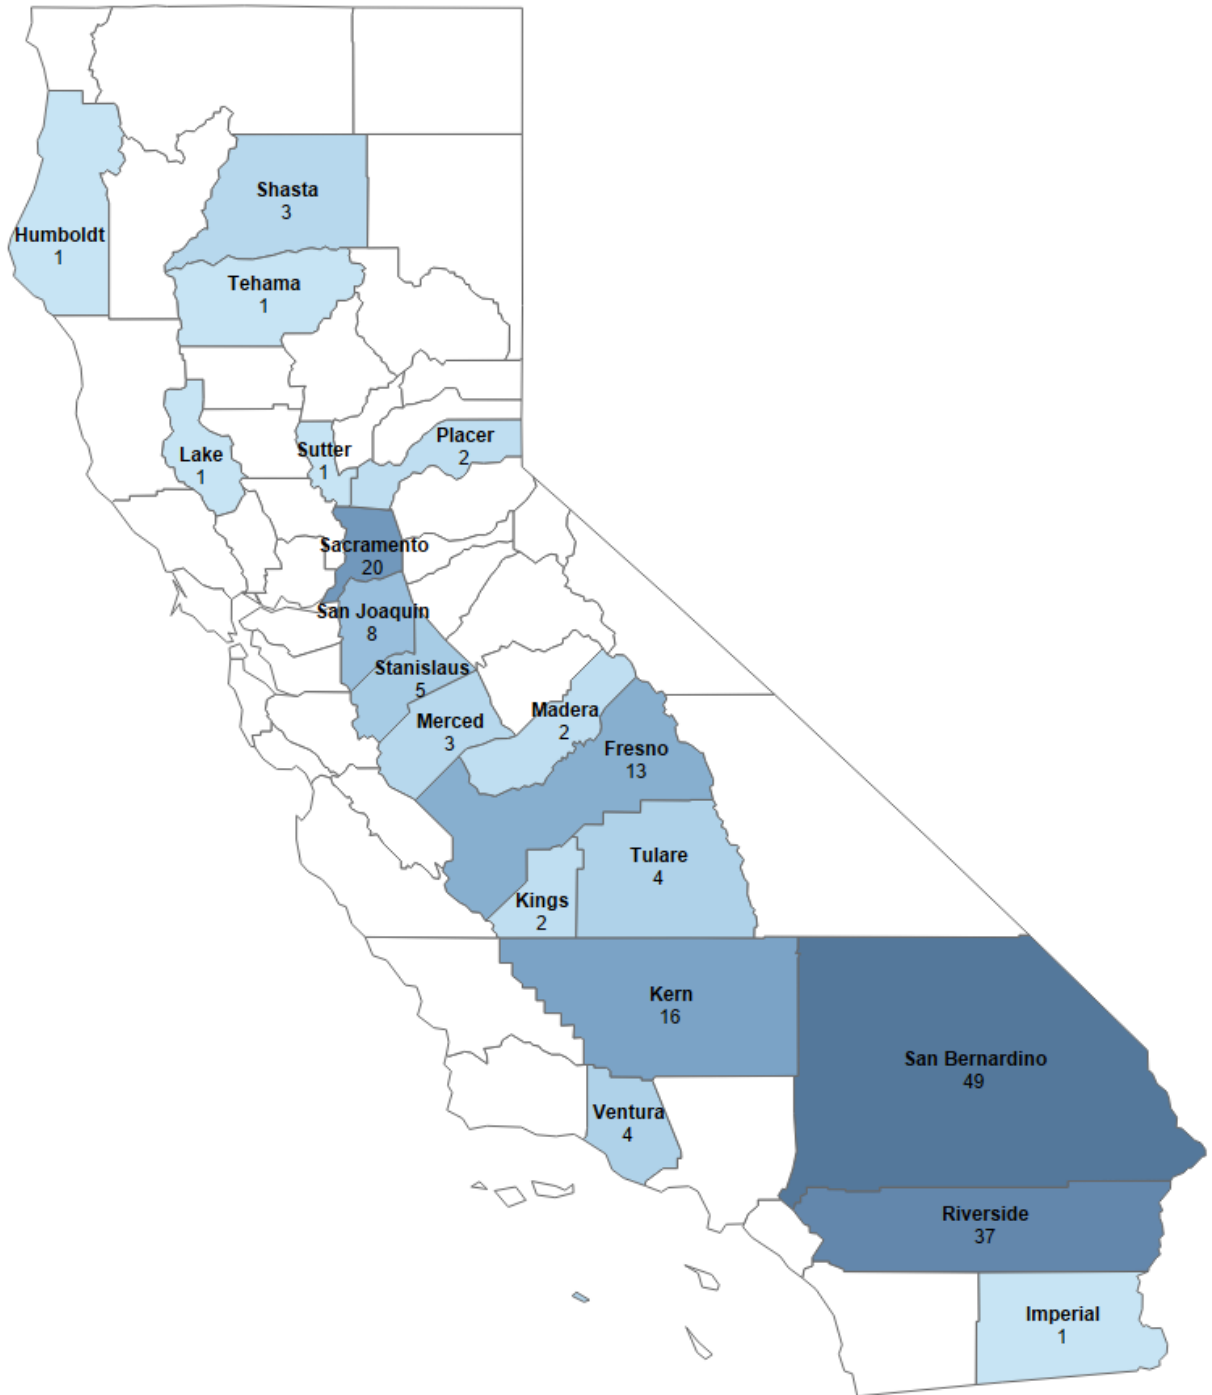 Shasta
3
Humboldt
1
Tehama
1
Placer
2
Sutter
1
Lake
1
Sacramento
20
San Joaquin
8
Stanislaus
5
Merced
3
Madera
2
Fresno
13
Tulare
4
Kings
2
Kern
16
San Bernardino
49
Ventura
4
Riverside
37
Imperial
1